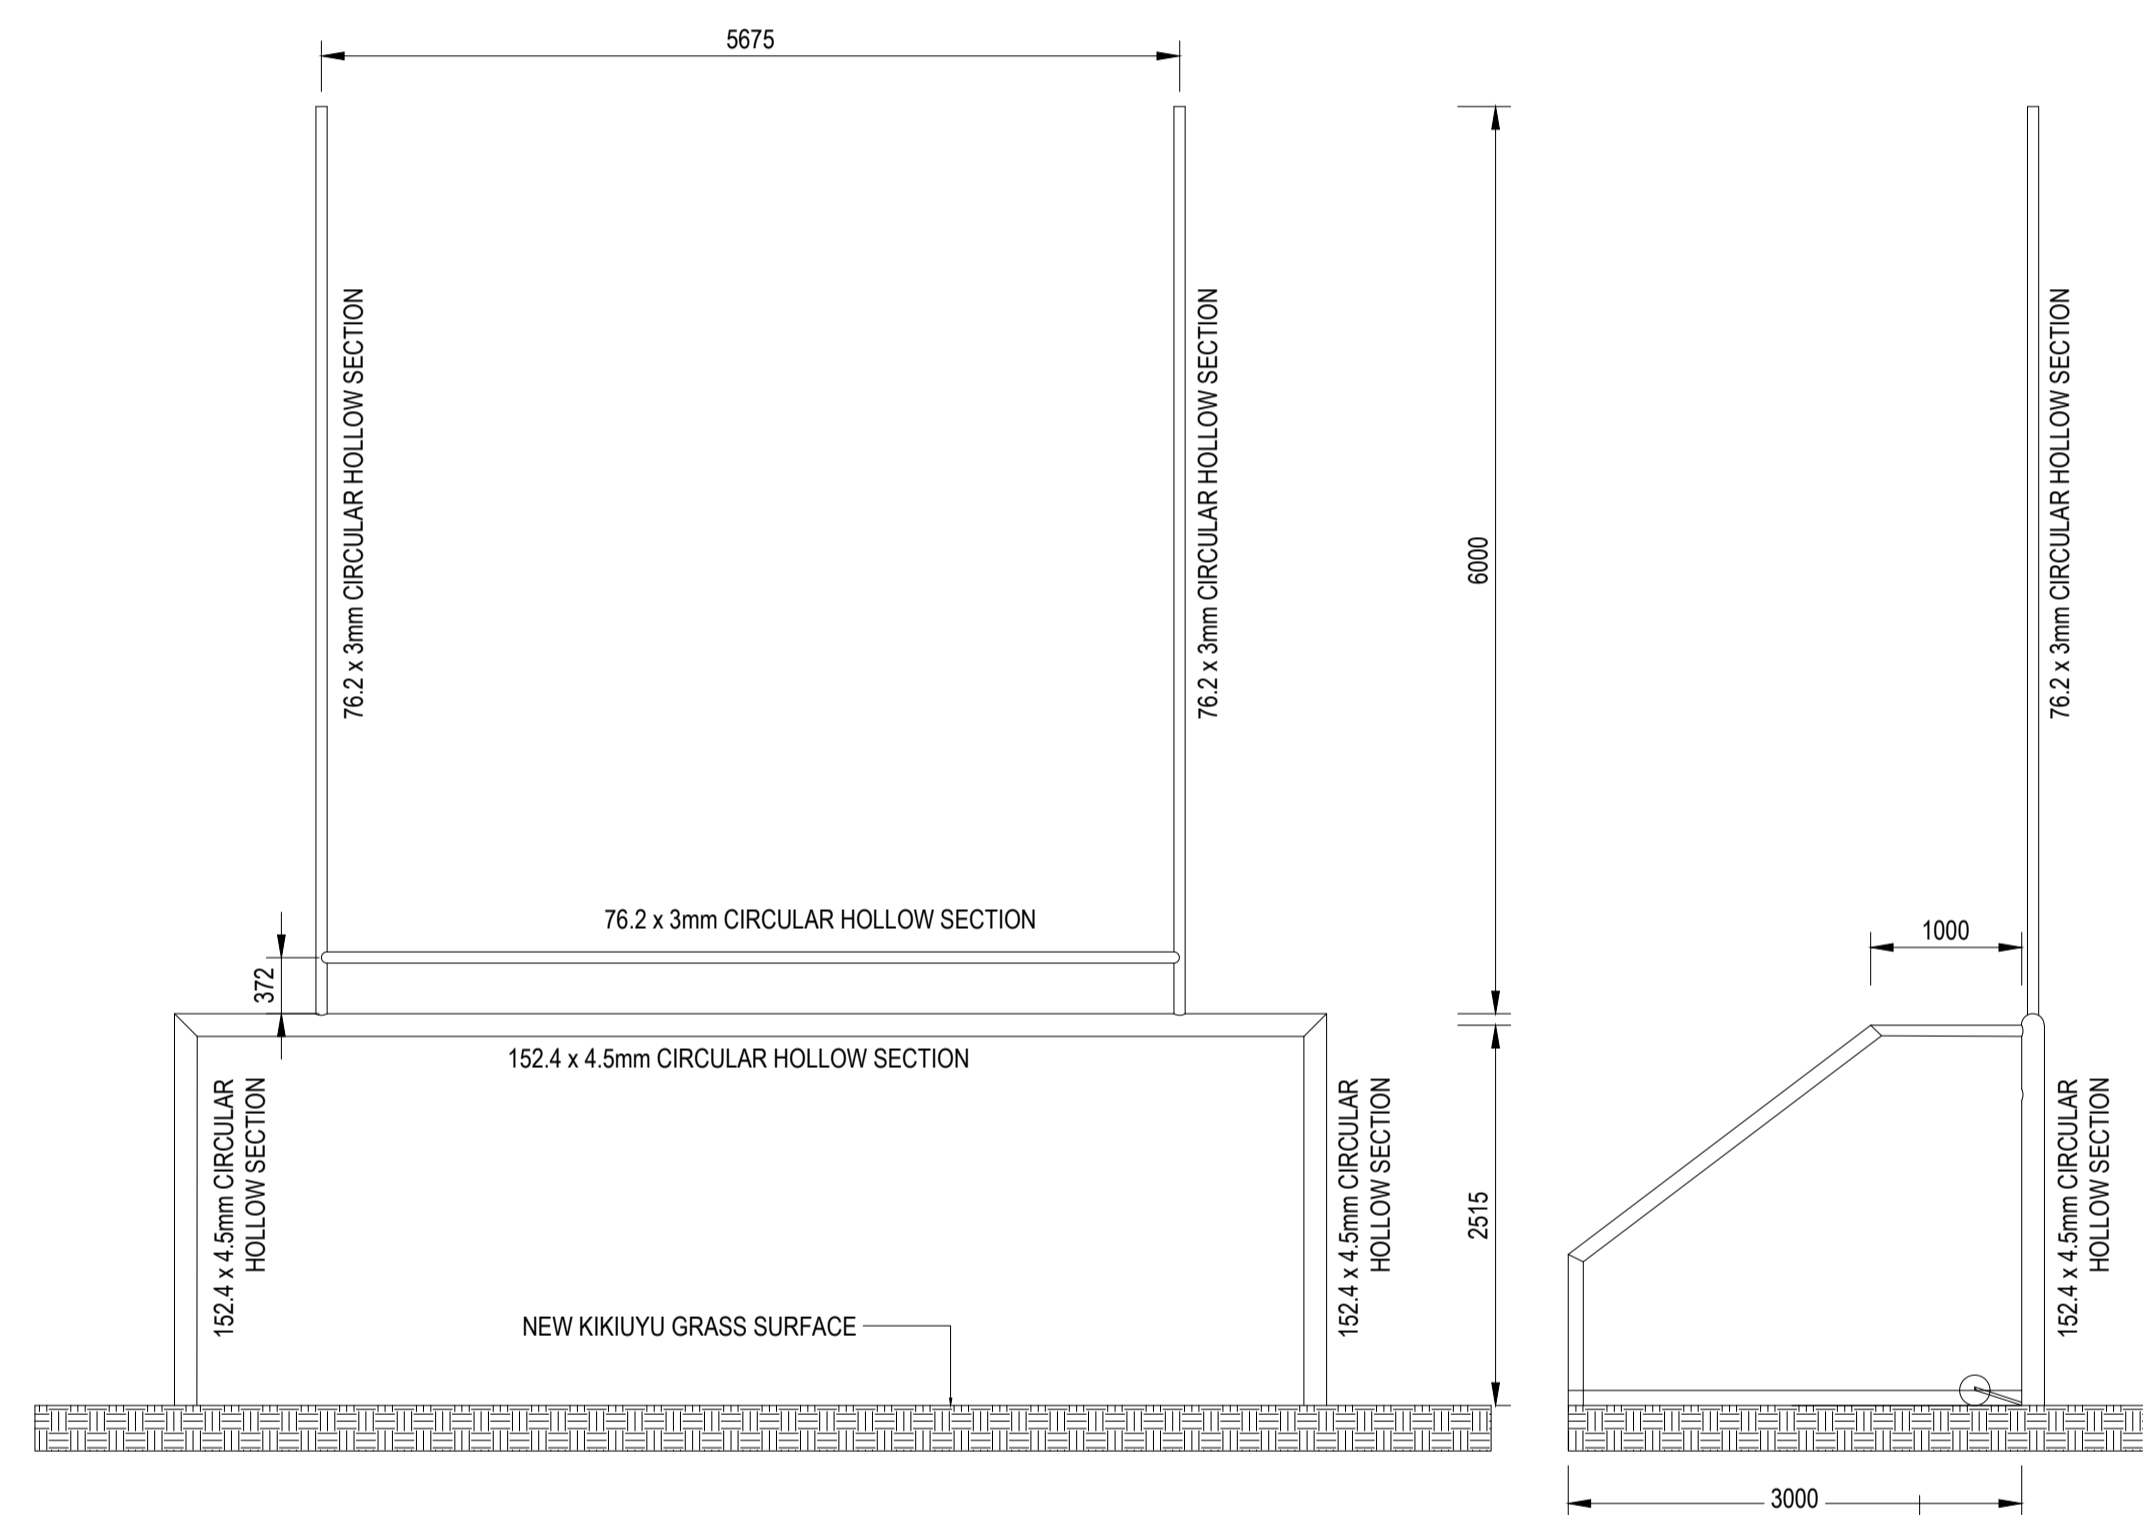 5675
76.2 x 3mm CIRCULAR HOLLOW SECTION
76.2 x 3mm CIRCULAR HOLLOW SECTION
6000
76.2 x 3mm CIRCULAR HOLLOW SECTION
76.2 x 3mm CIRCULAR HOLLOW SECTION
1000
372
152.4 x 4.5mm CIRCULAR HOLLOW SECTION
152.4 x 4.5mm CIRCULAR
HOLLOW SECTION
152.4 x 4.5mm CIRCULAR
HOLLOW SECTION
2515
152.4 x 4.5mm CIRCULAR
HOLLOW SECTION
NEW KIKIUYU GRASS SURFACE
3000